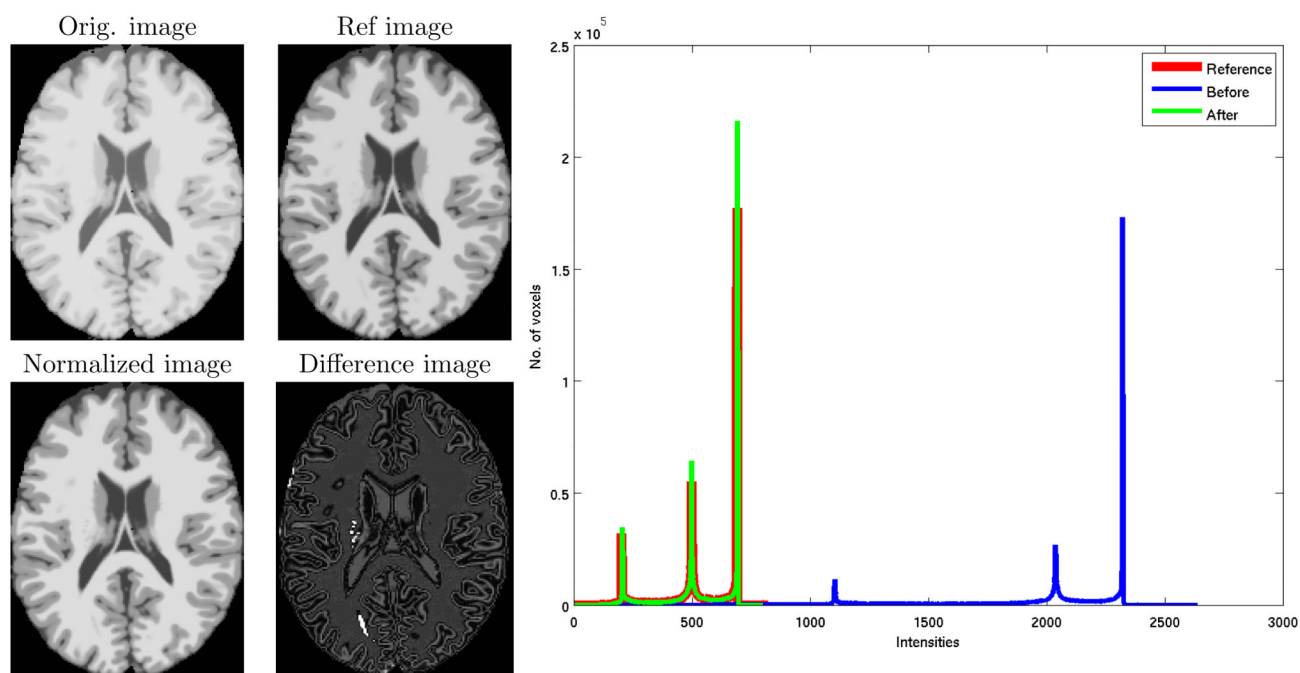 Orig. image
Ref image
Normalized image
Difference image
x 10^5
2.5
2
1.5
1
0.5
0
No. of voxels
0
500
1000
1500
2000
2500
3000
Intensities
Reference
Before
After